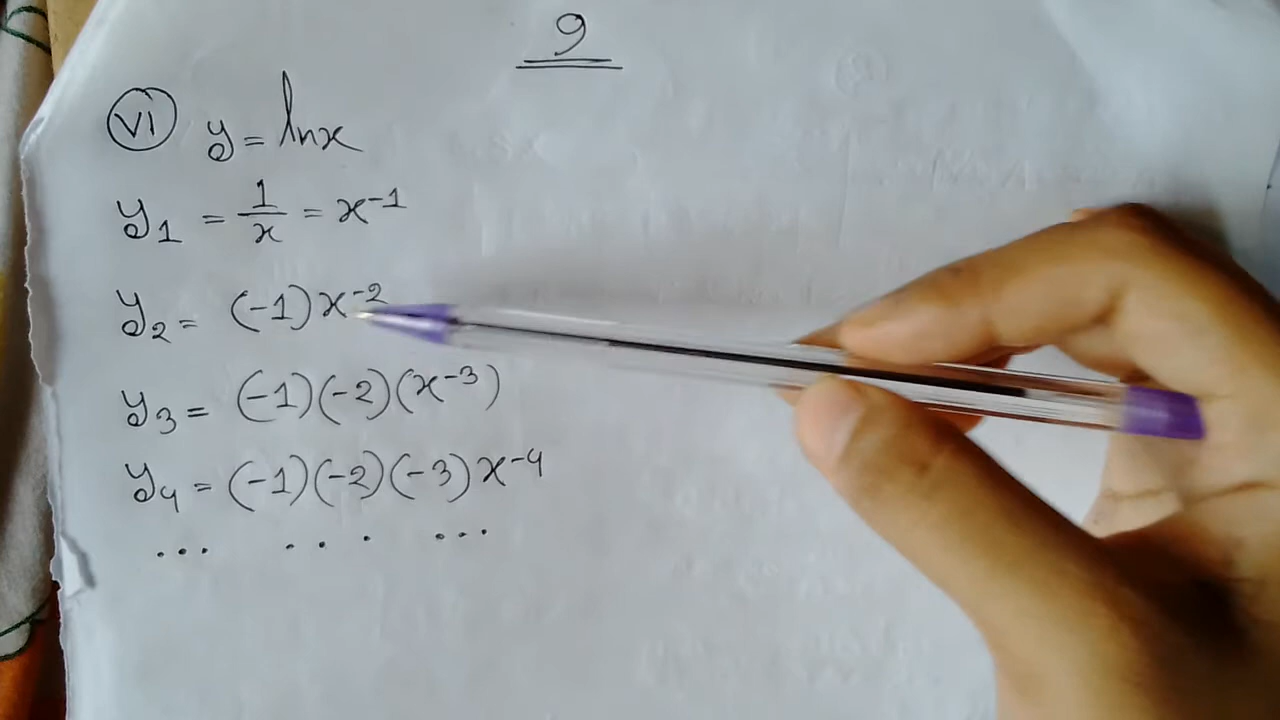 9
(vi) y = lnx
y₁ = 1/x = x⁻¹
y₂ = (-1)x⁻²
y₃ = (-1)(-2)(x⁻³)
y₄ = (-1)(-2)(-3)x⁻⁴
... ... ...